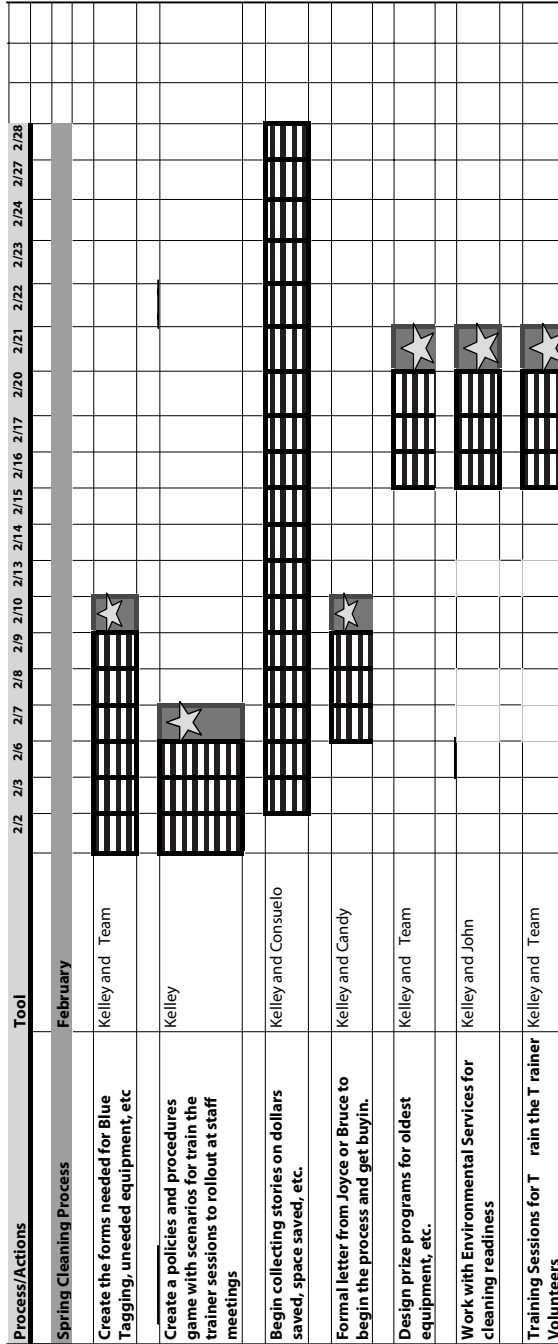 Process/Actions Tool 2/2 2/3 2/6 2/7 2/8 2/9 2/10 2/13 2/14 2/15 2/16 2/17 2/20 2/21 2/22 2/23 2/24 2/27 2/28
Spring Cleaning Process February
Create the forms needed for Blue Kelley and Team
Tagging, uneeded equipment, etc
Create a policies and procedures Kelley
game with scenarios for train the
trainer sessions to rollout at staff
meetings
Begin collecting stories on dollars Kelley and Consuelo
saved, space saved, etc.
Formal letter from Joyce or Bruce to Kelley and Candy
begin the process and get buyin.
Design prize programs for oldest Kelley and Team
equipment, etc.
Work with Environmental Services for Kelley and John
cleaning readiness
Training Sessions for T rain the T rainer Kelley and Team
Volunteers